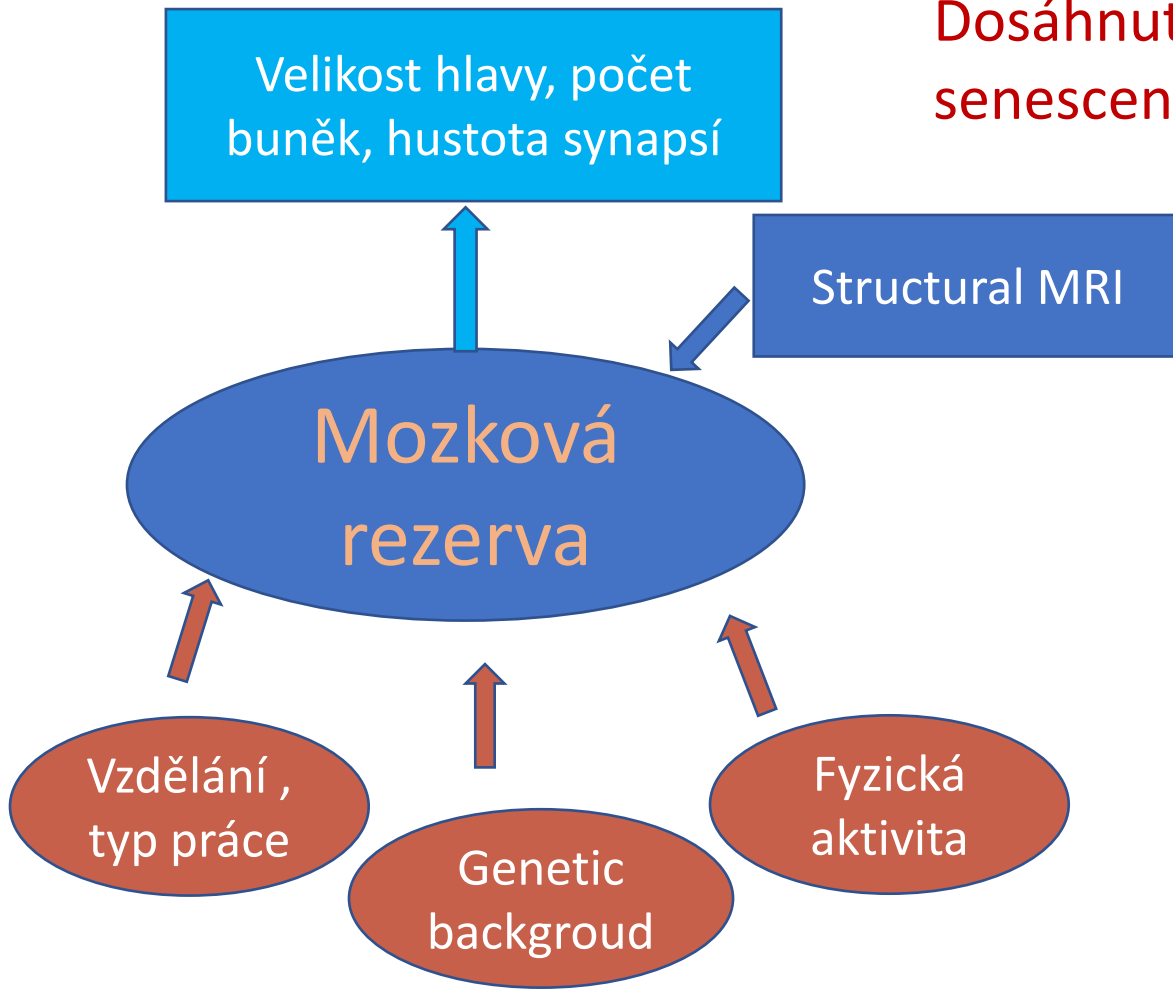 Velikost hlavy, počet
buněk, hustota synapsí
Structural MRI
Mozková
rezerva
Vzdělání ,
typ práce
Genetic
backgroud
Fyzická
aktivita